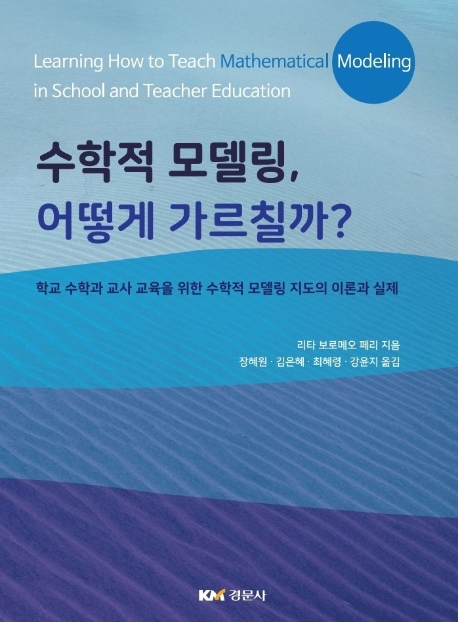 Learning How to Teach Mathematical Modeling
in School and Teacher Education
수학적 모델링,
어떻게 가르칠까?
학교 수학과 교사 교육을 위한 수학적 모델링 지도의 이론과 실제
리타 보로메오 페리 지음
장혜원 · 김은혜 · 최혜령 · 강윤지 옮김
KM 경문사